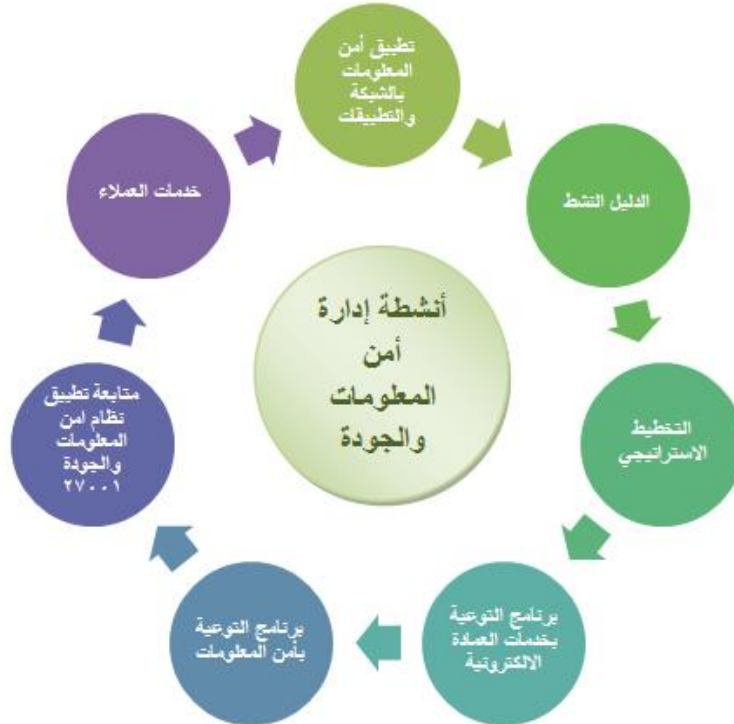 تطبيق أمن
المعلومات
بالشبكة
والتطبيقات
الدليل النشط
التخطيط
الاستراتيجي
برنامج التوعية
بخدمات العمادة
الالكترونية
برنامج التوعية
بأمن المعلومات
متابعة تطبيق
نظام امن
المعلومات
والجودة
٢٧٠٠١
خدمات العملاء
أنشطة إدارة
أمن
المعلومات
والجودة